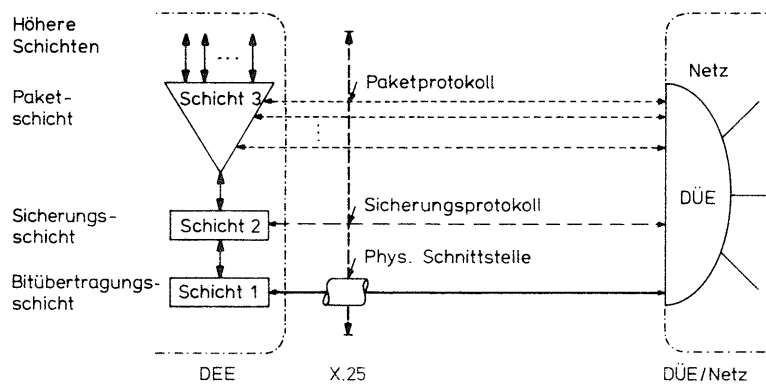 Höhere
Schichten
Paket-
schicht
Schicht 3
Paketprotokoll
Netz
DÜE
Sicherungs-
schicht
Schicht 2
Sicherungsprotokoll
Phys. Schnittstelle
Bitübertragungs-
schicht
Schicht 1
DEE
X.25
DÜE/Netz